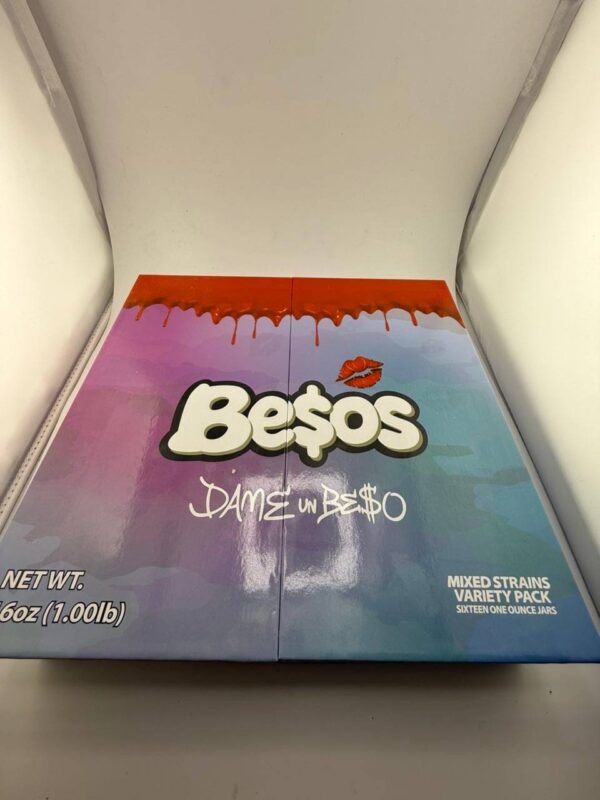 Be$os
DAME UN BE$O
NET WT.
6oz (1.00lb)
MIXED STRAINS
VARIETY PACK
SIXTEEN ONE OUNCE JARS